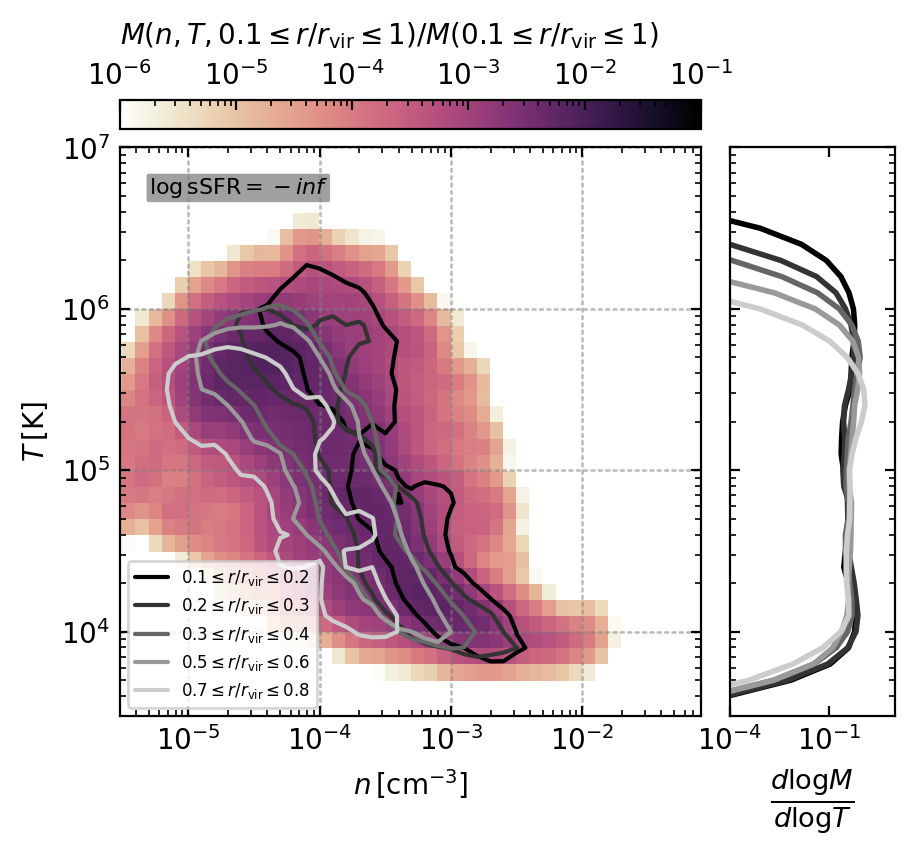 M(n, T, 0.1 ≤ r/r_vir ≤ 1)/M(0.1 ≤ r/r_vir ≤ 1)
10^−6 10^−5 10^−4 10^−3 10^−2 10^−1
log sSFR = −inf
10^7
10^6
10^5
10^4
T [K]
0.1 ≤ r/r_vir ≤ 0.2
0.2 ≤ r/r_vir ≤ 0.3
0.3 ≤ r/r_vir ≤ 0.4
0.5 ≤ r/r_vir ≤ 0.6
0.7 ≤ r/r_vir ≤ 0.8
10^−5 10^−4 10^−3 10^−2
n [cm^−3]
10^−4 10^−1
dlogM
dlogT